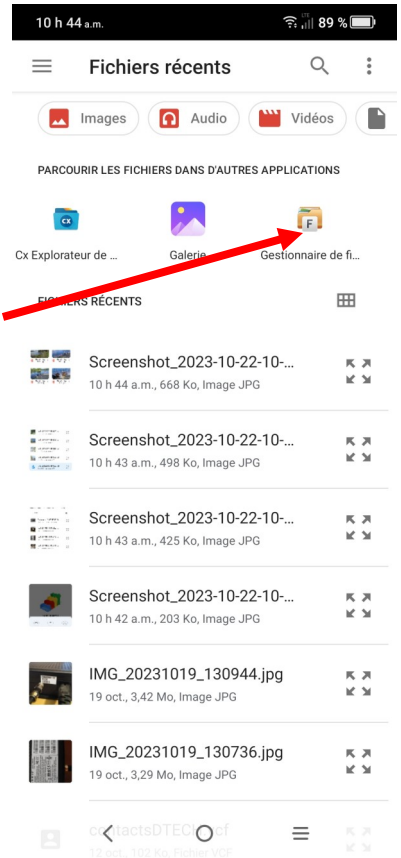 10 h 44 a.m. LTE 89 %
Fichiers récents
Images Audio Vidéos
PARCOURIR LES FICHIERS DANS D'AUTRES APPLICATIONS
Cx Explorateur de ... Galerie Gestionnaire de fi...
FICHIERS RÉCENTS
Screenshot_2023-10-22-10-...
10 h 44 a.m., 668 Ko, Image JPG
Screenshot_2023-10-22-10-...
10 h 43 a.m., 498 Ko, Image JPG
Screenshot_2023-10-22-10-...
10 h 43 a.m., 425 Ko, Image JPG
Screenshot_2023-10-22-10-...
10 h 42 a.m., 203 Ko, Image JPG
IMG_20231019_130944.jpg
19 oct., 3,42 Mo, Image JPG
IMG_20231019_130736.jpg
19 oct., 3,29 Mo, Image JPG
12 oct., 102 Ko, Fichier VCF